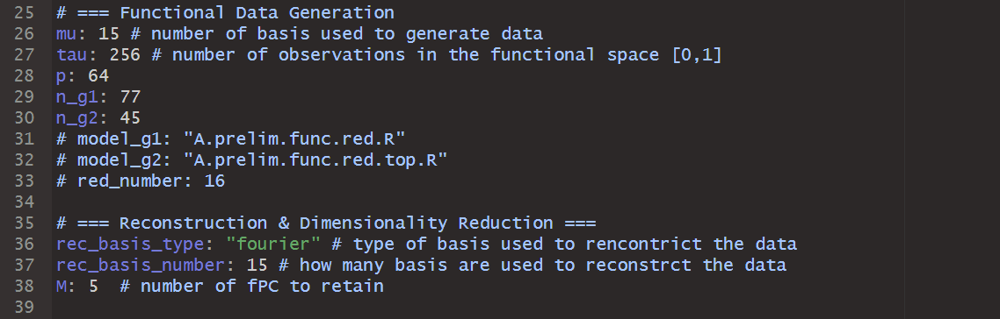 25 # === Functional Data Generation
26 mu: 15 # number of basis used to generate data
27 tau: 256 # number of observations in the functional space [0,1]
28 p: 64
29 n_g1: 77
30 n_g2: 45
31 # model_g1: "A.prelim.func.red.R"
32 # model_g2: "A.prelim.func.red.top.R"
33 # red_number: 16
34
35 # === Reconstruction & Dimensionality Reduction ===
36 rec_basis_type: "fourier" # type of basis used to rencontrict the data
37 rec_basis_number: 15 # how many basis are used to reconstrct the data
38 M: 5  # number of fPC to retain
39